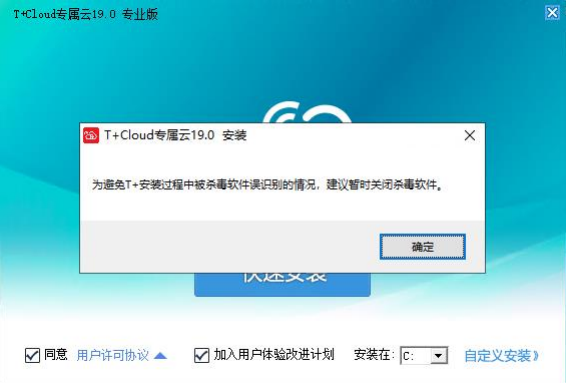 T+Cloud专属云19.0 专业版
T+Cloud专属云19.0 安装
为避免T+安装过程中被杀毒软件误识别的情况，建议暂时关闭杀毒软件。
确定
快速安装
同意 用户许可协议 加入用户体验改进计划 安装在: C: 自定义安装》